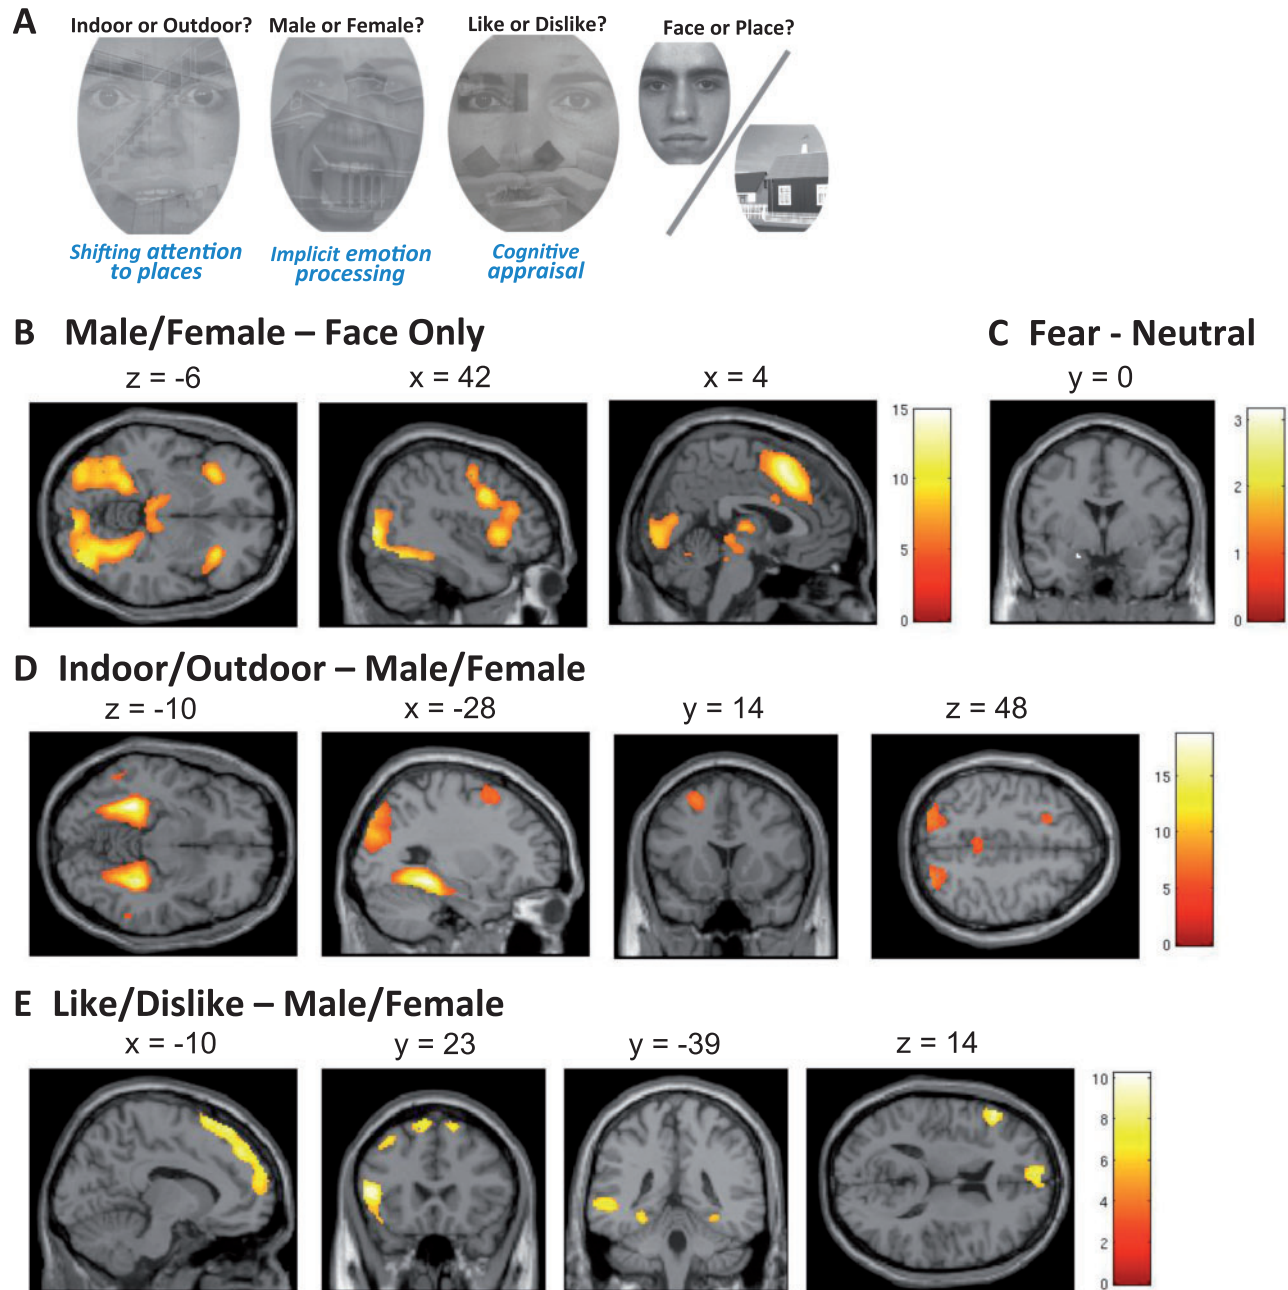 A
Indoor or Outdoor? Male or Female? Like or Dislike? Face or Place?
Shifting attention
to places
Implicit emotion
processing
Cognitive
appraisal
B Male/Female – Face Only
z = -6 x = 42 x = 4
15
10
5
0
C Fear - Neutral
y = 0
3
2
1
0
D Indoor/Outdoor – Male/Female
z = -10 x = -28 y = 14 z = 48
15
10
5
0
E Like/Dislike – Male/Female
x = -10 y = 23 y = -39 z = 14
10
8
6
4
2
0